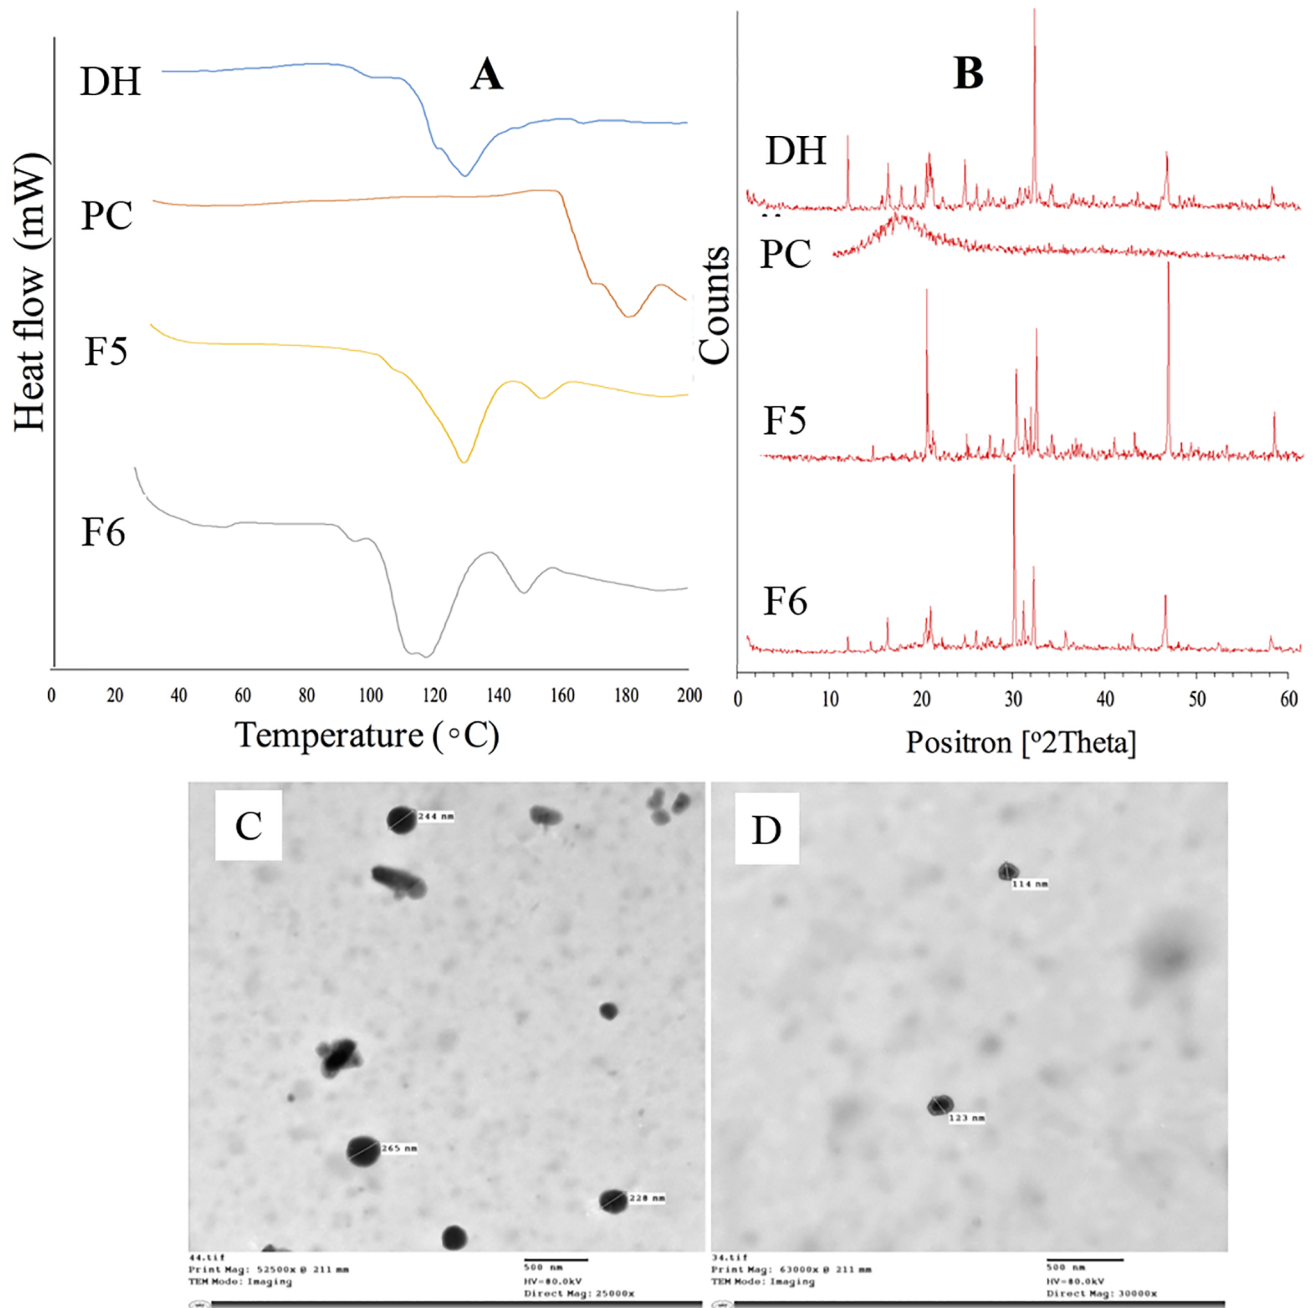 A
DH
PC
F5
F6
Heat flow (mW)
0 20 40 60 80 100 120 140 160 180 200
Temperature (°C)
B
DH
PC
F5
F6
Counts
0 10 20 30 40 50 60
Positron [º2Theta]
C
244 nm
265 nm
228 nm
44.tif
Print Mag: 52500x @ 211 mm
TEM Mode: Imaging
500 nm
HV=80.0kV
Direct Mag: 25000x
D
114 nm
123 nm
34.tif
Print Mag: 63000x @ 211 mm
TEM Mode: Imaging
500 nm
HV=80.0kV
Direct Mag: 30000x